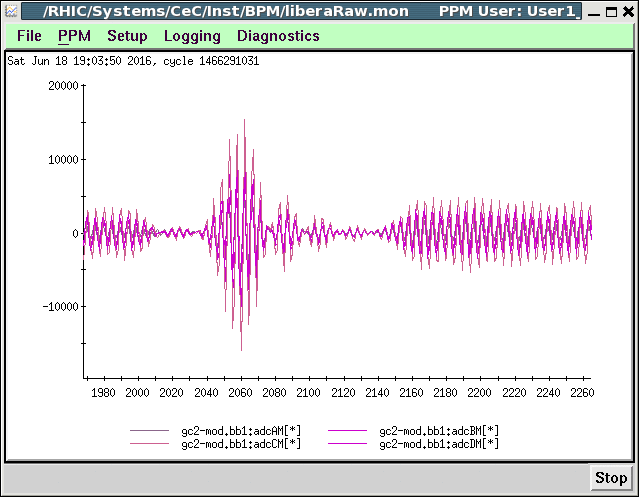 /RHIC/Systems/CeC/Inst/BPM/liberaRaw.mon PPM User: User1_
File PPM Setup Logging Diagnostics
Sat Jun 18 19:03:50 2016, cycle 1466291031
20000
10000
0
-10000
1980 2000 2020 2040 2060 2080 2100 2120 2140 2160 2180 2200 2220 2240 2260
gc2-mod.bb1:adcAM[*] gc2-mod.bb1:adcBM[*]
gc2-mod.bb1:adcCM[*] gc2-mod.bb1:adcDM[*]
Stop